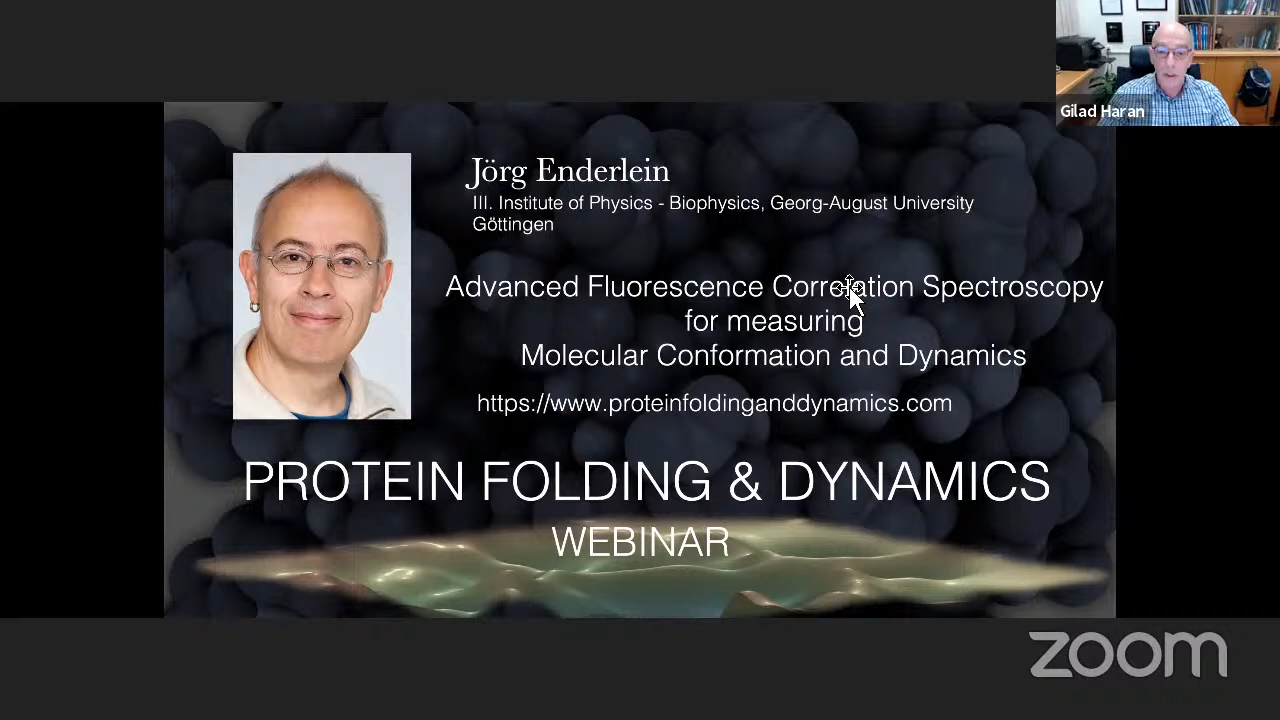 Gilad Haran
Jörg Enderlein
III. Institute of Physics - Biophysics, Georg-August University
Göttingen
Advanced Fluorescence Correlation Spectroscopy
for measuring
Molecular Conformation and Dynamics
https://www.proteinfoldinganddynamics.com
PROTEIN FOLDING & DYNAMICS
WEBINAR
zoom